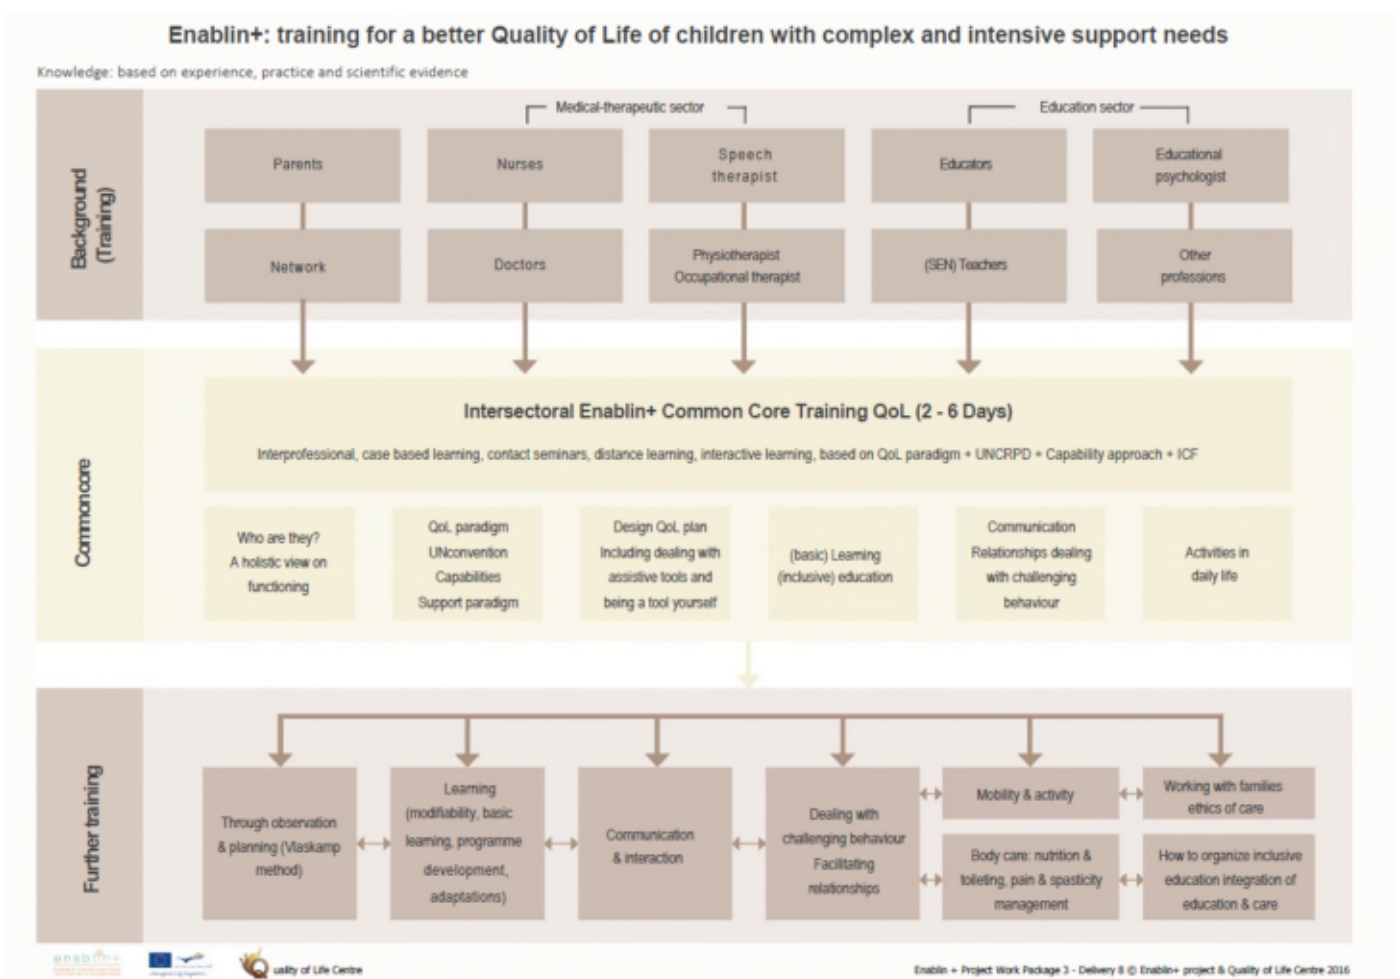 Enablin+: training for a better Quality of Life of children with complex and intensive support needs
Knowledge: based on experience, practice and scientific evidence
Background
(Training)
Medical-therapeutic sector
Education sector
Parents
Nurses
Speech
therapist
Educators
Educational
psychologist
Network
Doctors
Physiotherapist
Occupational therapist
(SEN) Teachers
Other
professions
Common core
Intersectoral Enablin+ Common Core Training QoL (2 - 6 Days)
Interprofessional, case based learning, contact seminars, distance learning, interactive learning, based on QoL paradigm + UNCRPD + Capability approach + ICF
Who are they?
A holistic view on
functioning
QoL paradigm
UNconvention
Capabilities
Support paradigm
Design QoL plan
Including dealing with
assistive tools and
being a tool yourself
(basic) Learning
(inclusive) education
Communication
Relationships dealing
with challenging
behaviour
Activities in
daily life
Further training
Through observation
& planning (Vlaskamp
method)
Learning
(modifiability, basic
learning, programme
development,
adaptations)
Communication
& interaction
Dealing with
challenging behaviour
Facilitating
relationships
Mobility & activity
Body care: nutrition &
toileting, pain & spasticity
management
Working with families
ethics of care
How to organize inclusive
education integration of
education & care
enablin+
Quality of Life Centre
Enablin + Project Work Package 3 - Delivery 8 © Enablin+ project & Quality of Life Centre 2016